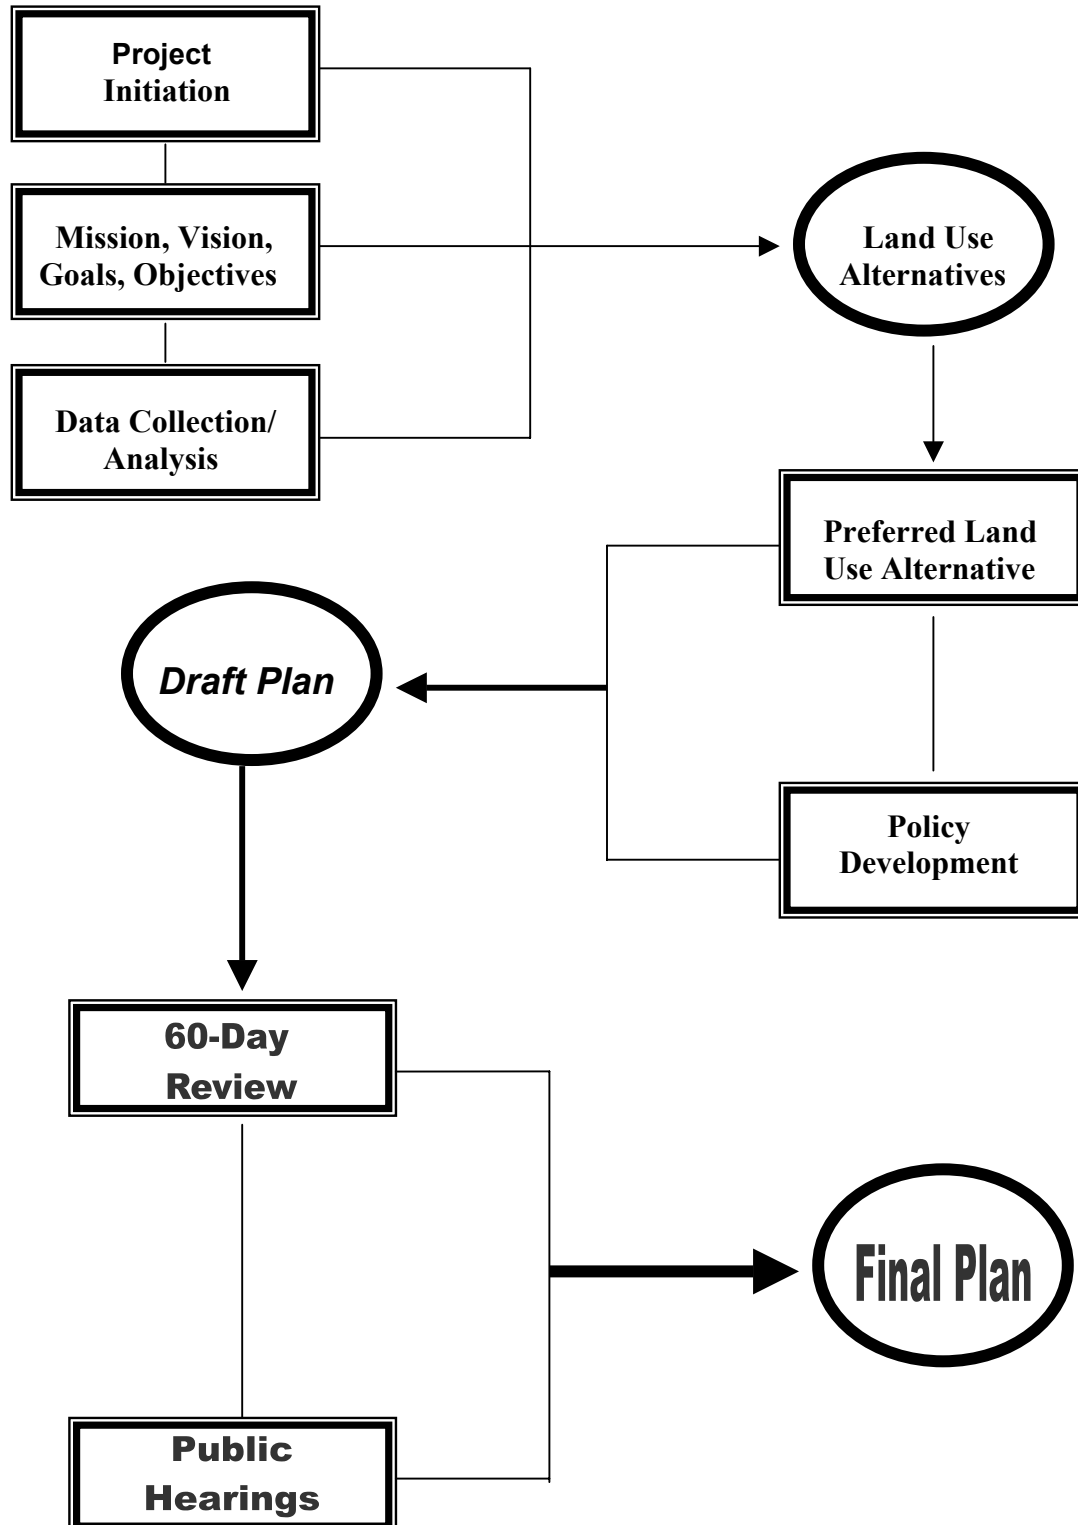 Project
Initiation
Mission, Vision,
Goals, Objectives
Data Collection/
Analysis
Land Use
Alternatives
Preferred Land
Use Alternative
Policy
Development
Draft Plan
60-Day
Review
Public
Hearings
Final Plan